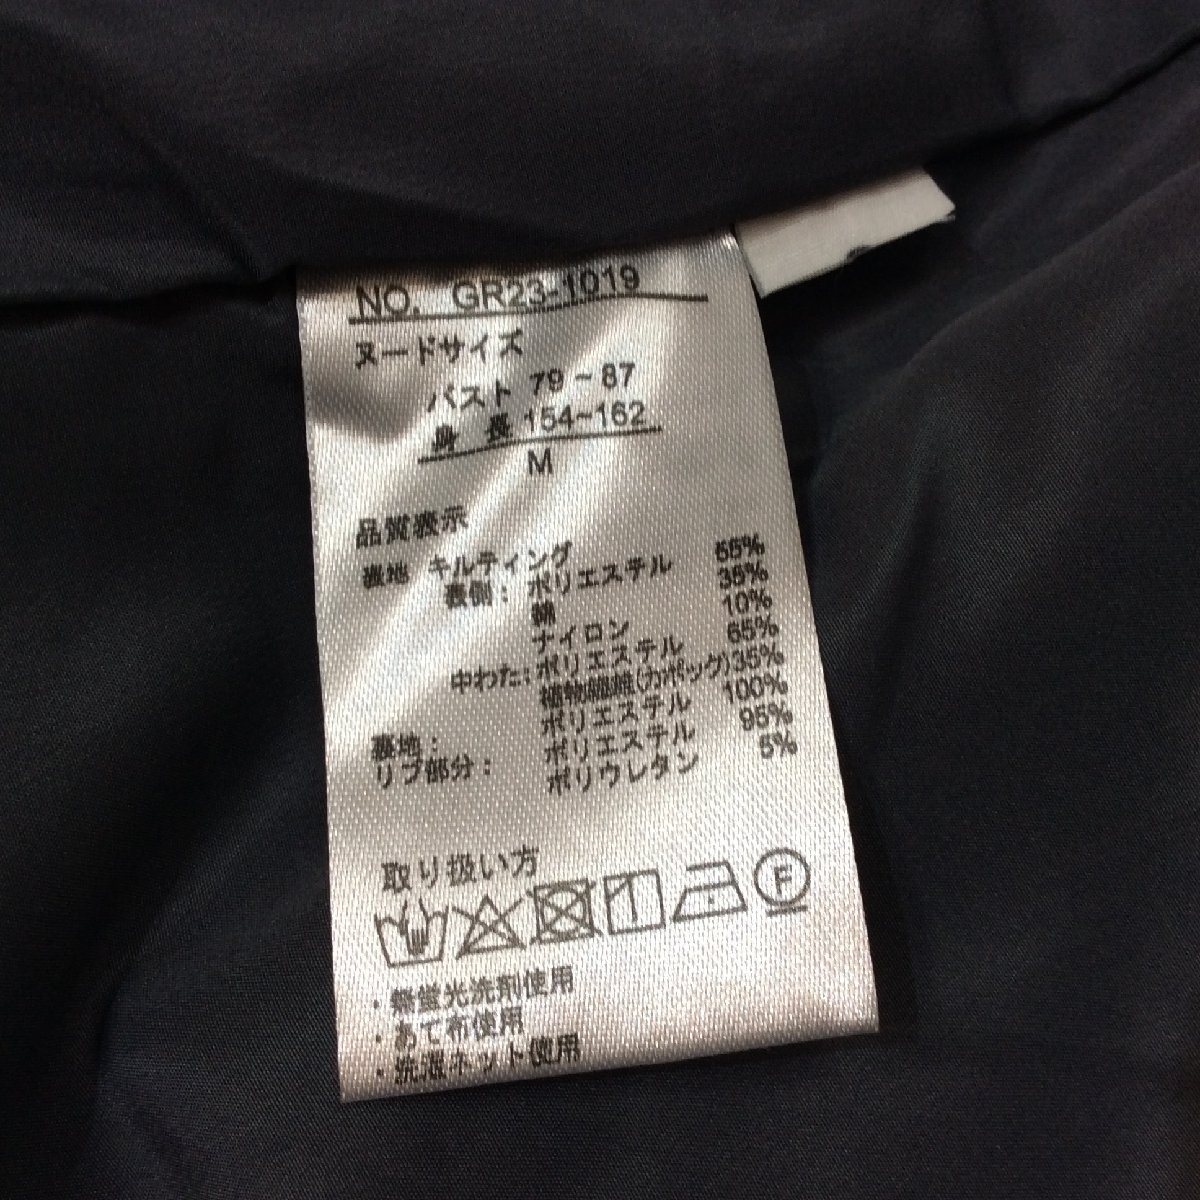 NO. GR23-1019
ヌードサイズ
バスト 79～87
身 長 154~162
M
品質表示
表地 キルティング
表側：ポリエステル 55%
綿 35%
ナイロン 10%
中わた：ポリエステル 65%
植物繊維(カポック) 35%
裏地： ポリエステル 100%
リブ部分： ポリエステル 95%
ポリウレタン 5%
取り扱い方
F
・無蛍光洗剤使用
・あて布使用
・洗濯ネット使用